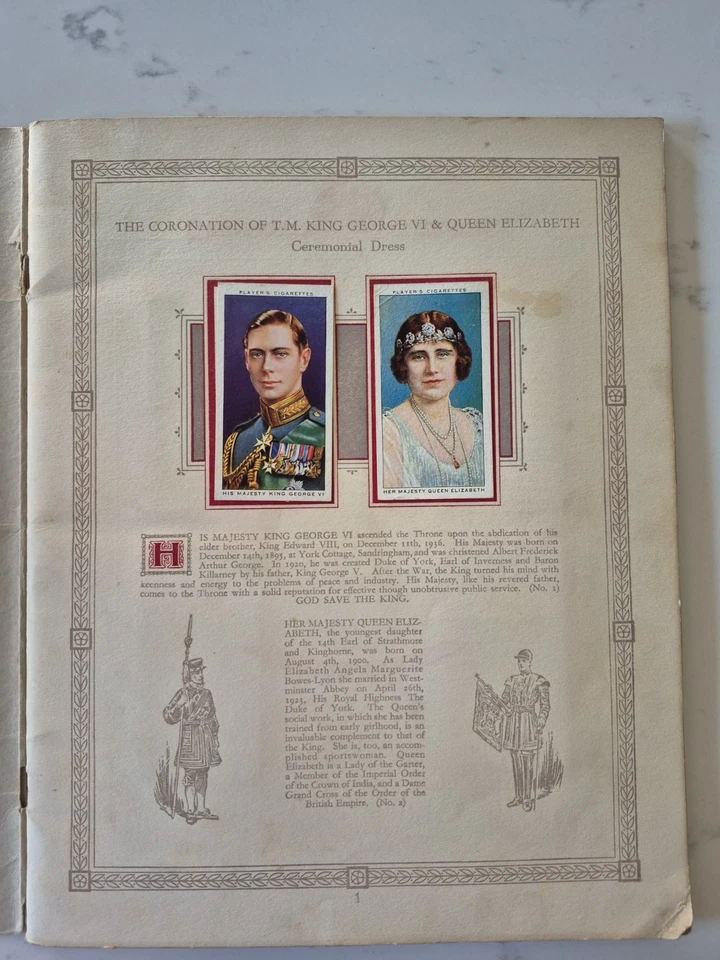 THE CORONATION OF T.M. KING GEORGE VI & QUEEN ELIZABETH
Ceremonial Dress
PLAYER'S CIGARETTES
HIS MAJESTY KING GEORGE VI
PLAYER'S CIGARETTES
HER MAJESTY QUEEN ELIZABETH
HIS MAJESTY KING GEORGE VI ascended the Throne upon the abdication of his
elder brother, King Edward VIII, on December 11th, 1936. His Majesty was born on
December 14th, 1895, at York Cottage, Sandringham, and was christened Albert Frederick
Arthur George. In 1920, he was created Duke of York, Earl of Inverness and Baron
Killarney by his father, King George V. After the War, the King turned his mind with
keenness and energy to the problems of peace and industry. His Majesty, like his revered father,
comes to the Throne with a solid reputation for effective though unobtrusive public service. (No. 1)
GOD SAVE THE KING.
HER MAJESTY QUEEN ELIZ-
ABETH, the youngest daughter
of the 14th Earl of Strathmore
and Kinghorne, was born on
August 4th, 1900. As Lady
Elizabeth Angela Marguerite
Bowes-Lyon she married in West-
minster Abbey on April 26th,
1923, His Royal Highness The
Duke of York. The Queen's
social work, in which she has been
trained from early girlhood, is an
invaluable complement to that of
the King. She is, too, an accom-
plished sportswoman. Queen
Elizabeth is a Lady of the Garter,
a Member of the Imperial Order
of the Crown of India, and a Dame
Grand Cross of the Order of the
British Empire. (No. 2)
1